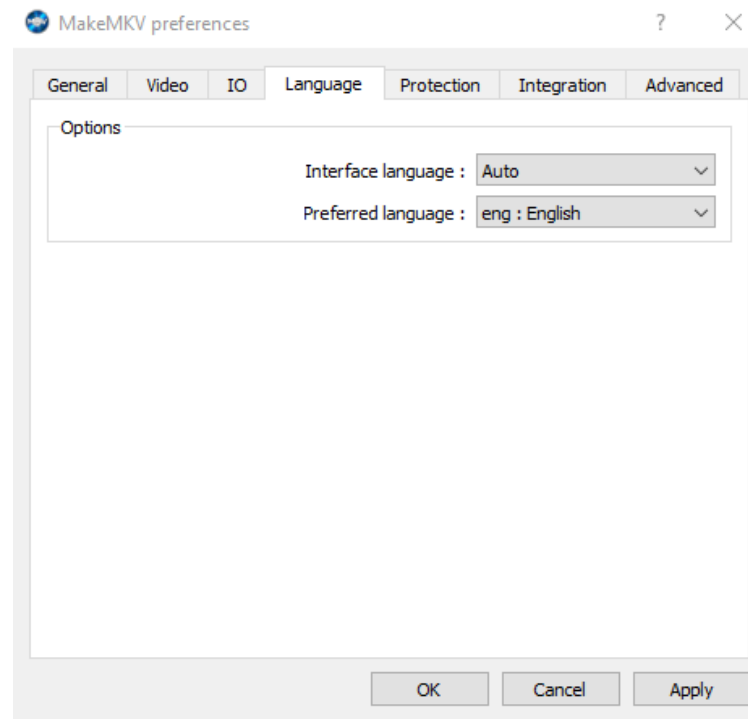 MakeMKV preferences ?
General Video IO Language Protection Integration Advanced
Options
Interface language : Auto
Preferred language : eng : English
OK Cancel Apply